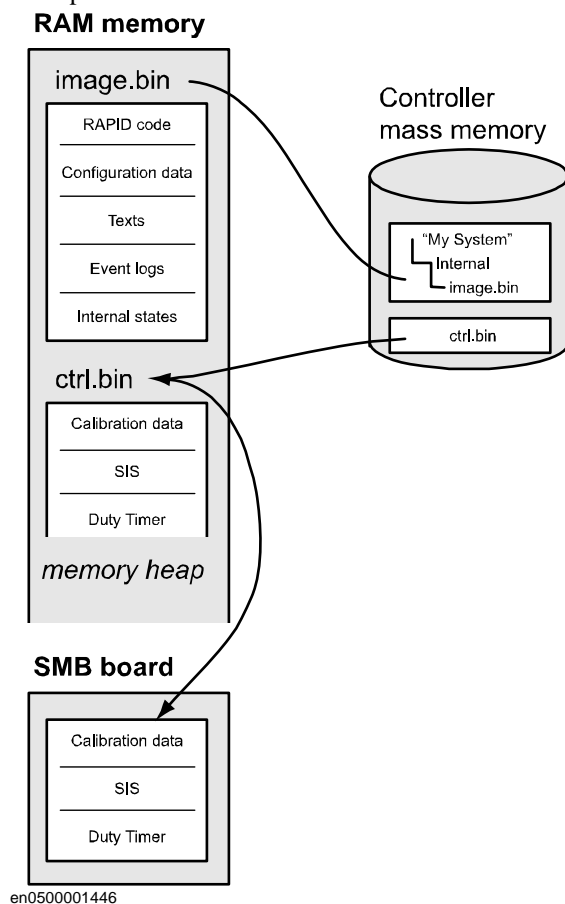 RAM memory
image.bin
RAPID code
Configuration data
Texts
Event logs
Internal states
ctrl.bin
Calibration data
SIS
Duty Timer
memory heap
Controller
mass memory
“My System”
Internal
image.bin
ctrl.bin
SMB board
Calibration data
SIS
Duty Timer
en0500001446